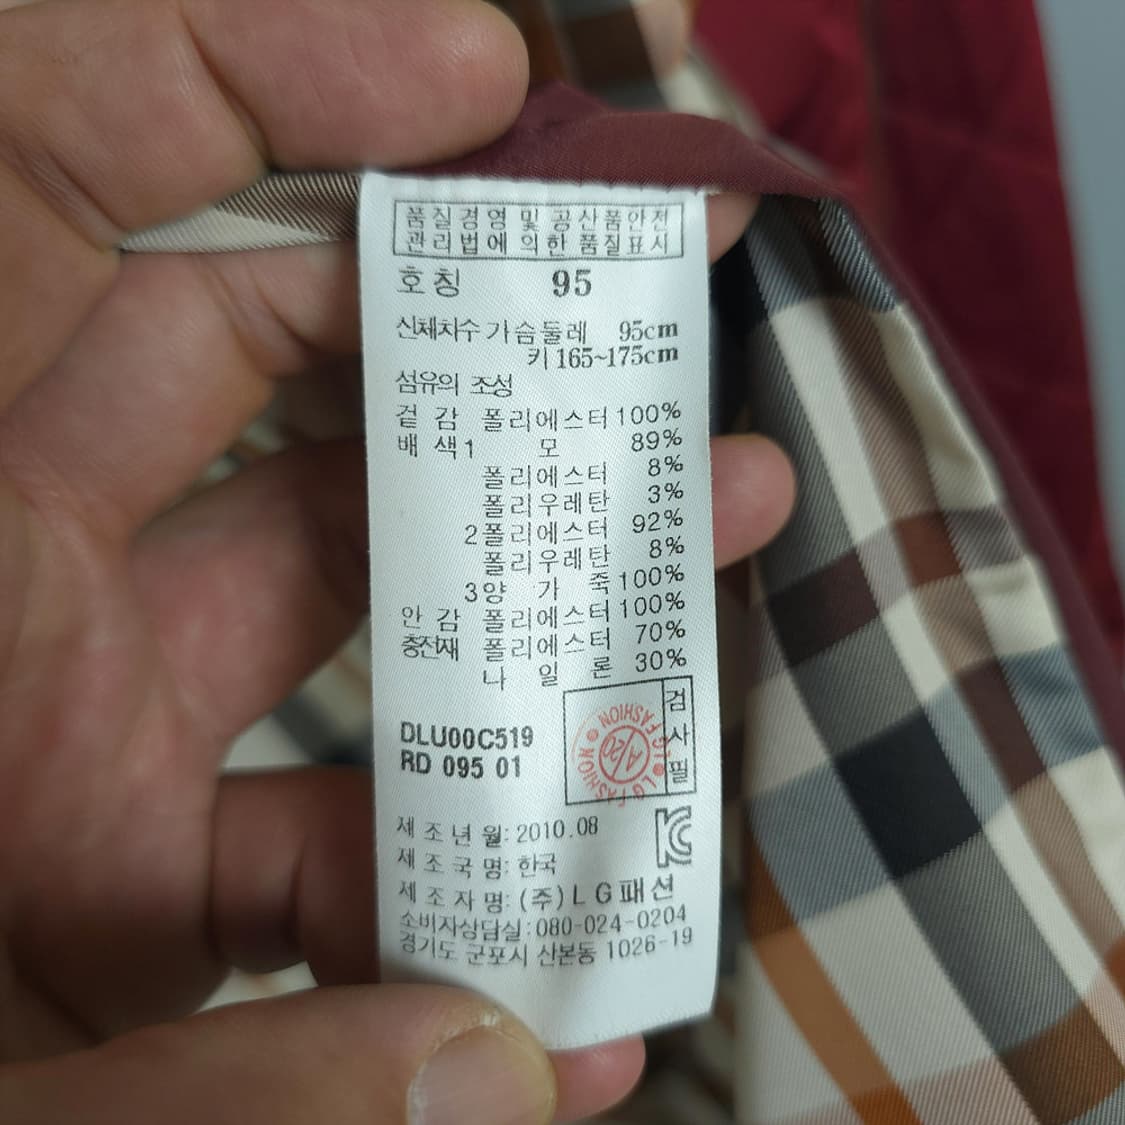 품질경영 및 공산품안전
관리법에 의한 품질표시
호칭 95
신체치수 가슴둘레 95cm
키 165~175cm
섬유의 조성
겉감 폴리에스터 100%
배색1 모 89%
폴리에스터 8%
폴리우레탄 3%
2 폴리에스터 92%
폴리우레탄 8%
3 양가죽 100%
안감 폴리에스터 100%
충전재 폴리에스터 70%
나일론 30%
검사필
LG FASHION LG FASHION
A/20
DLU00C519
RD 095 01
제조년월: 2010.08
제조국명: 한국
제조자명: (주)LG패션
소비자상담실: 080-024-0204
경기도 군포시 산본동 1026-19